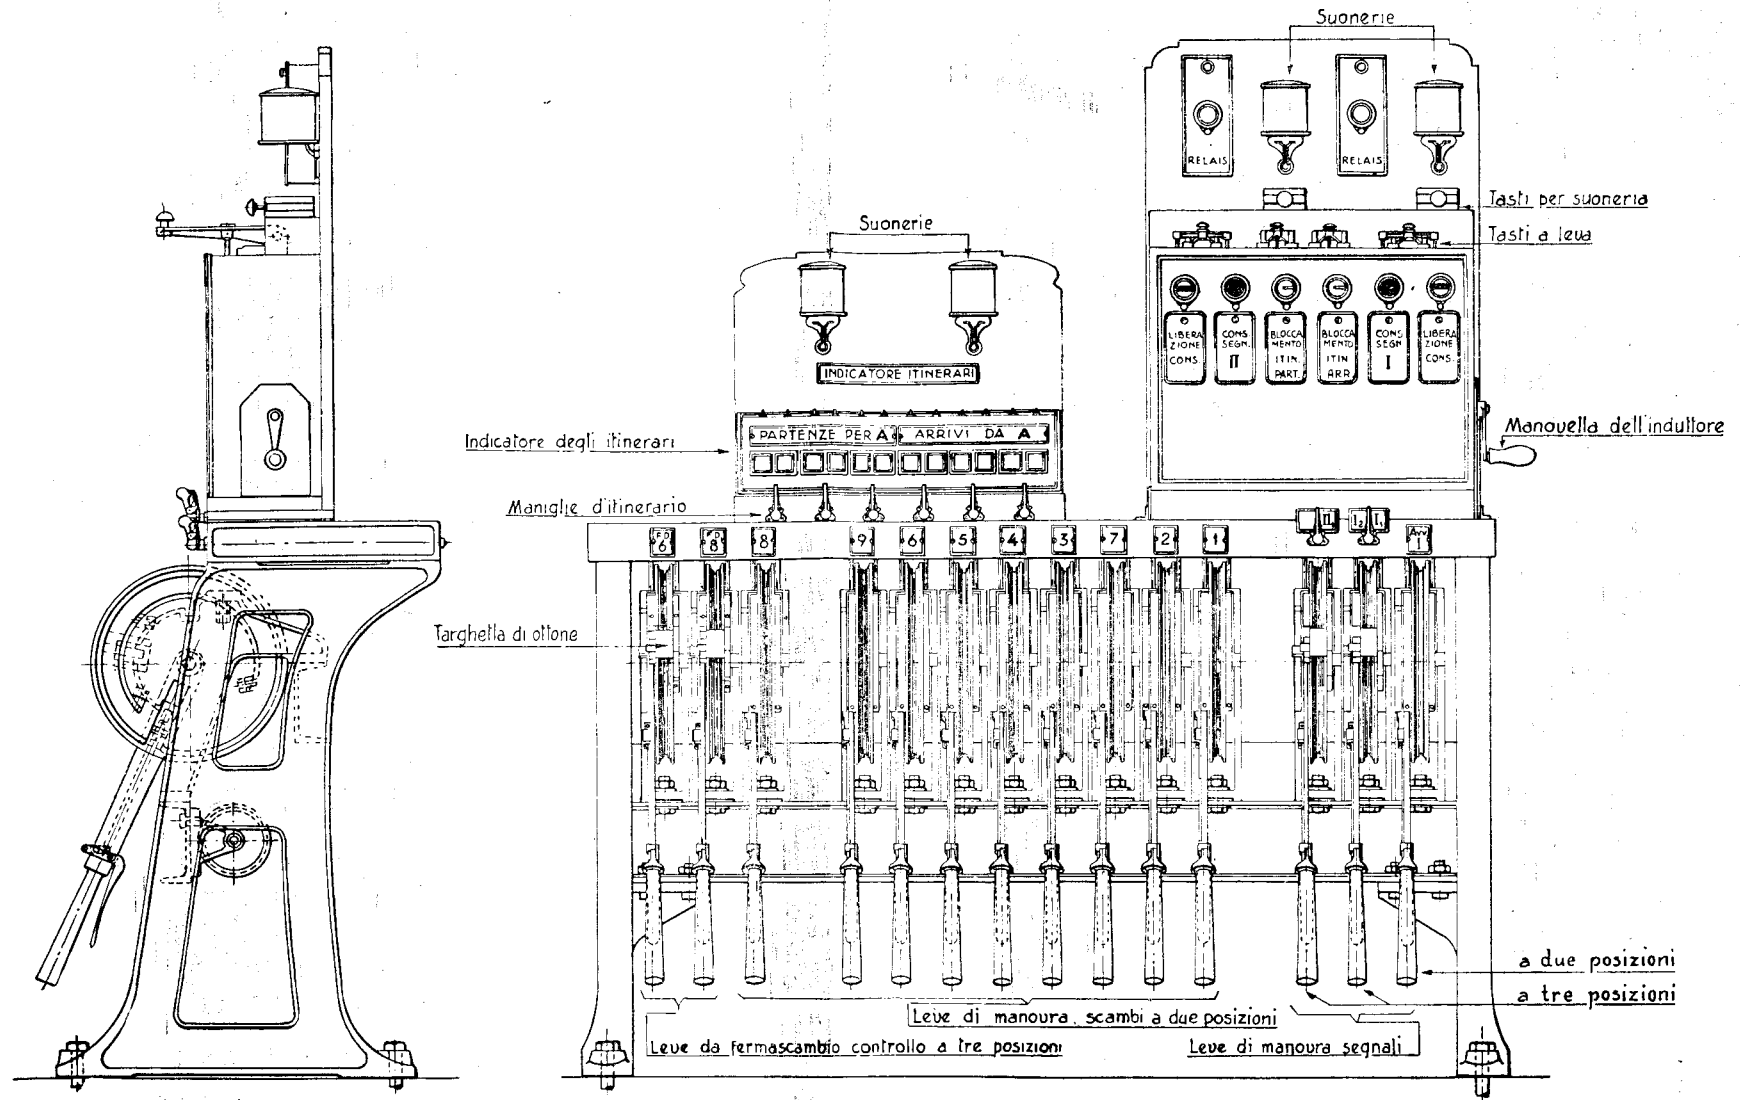 Suonerie
RELAIS
RELAIS
Tasti per suoneria
Tasti a leva
Suonerie
LIBERA
ZIONE
CONS.
CONS
SEGN.
II
BLOCCA
MENTO
ITIN.
PART.
BLOCCA
MENTO
ITIN
ARR.
CONS
SEGN
I
LIBERA
ZIONE
CONS.
INDICATORE ITINERARI
PARTENZE PER A
ARRIVI DA A
Indicatore degli itinerari
Manovella dell'induttore
Maniglie d'itinerario
F.D
6
F.D
8
8
9
6
5
4
3
7
2
1
I₂ I₁
Avv
1
Targhetta di ottone
a due posizioni
a tre posizioni
Leve di manovra scambi a due posizioni
Leve da fermascambio controllo a tre posizioni
Leve di manovra segnali